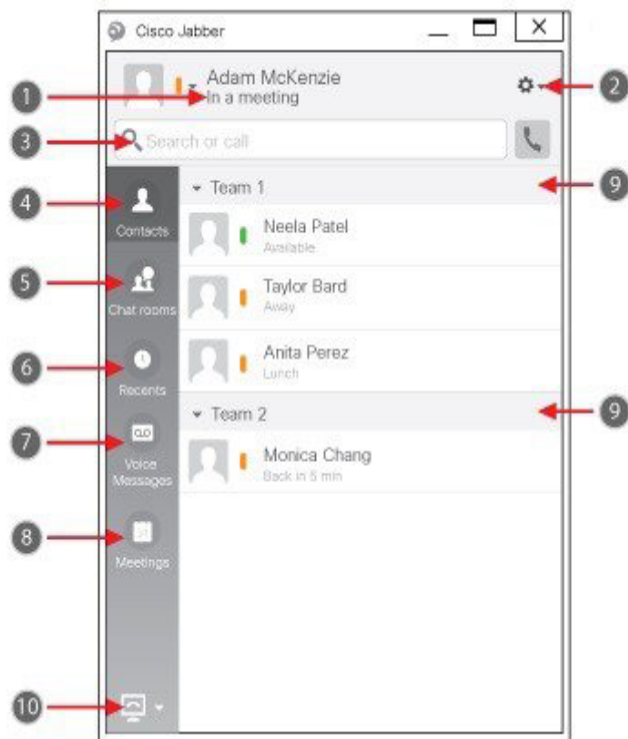 Cisco Jabber
Adam McKenzie
In a meeting
1
2
Search or call
3
4
Contacts
Team 1
9
Neela Patel
Available
5
Chat rooms
Taylor Bard
Away
6
Recents
Anita Perez
Lunch
7
Voice
Messages
Team 2
9
Monica Chang
Back in 5 min
8
Meetings
10